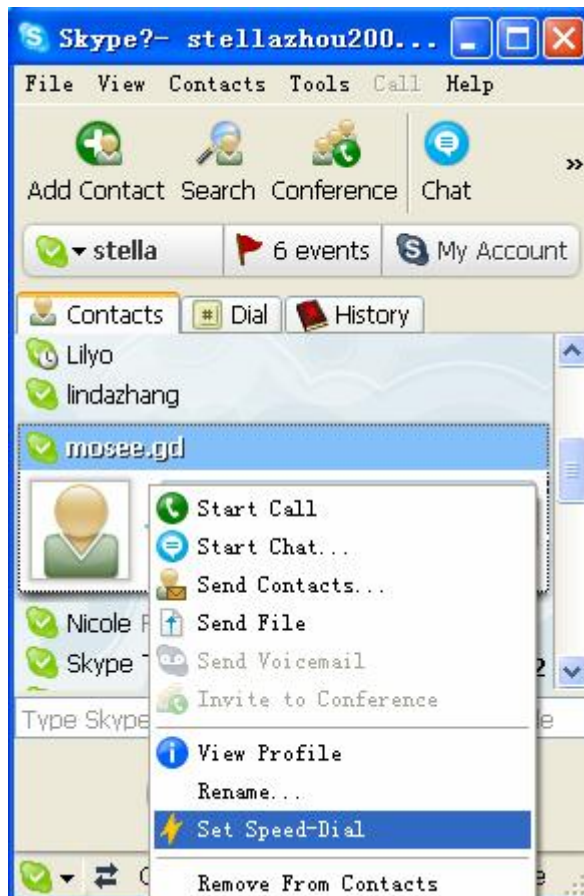 Skype?- stellazhou200...
File View Contacts Tools Call Help
Add Contact Search Conference Chat »
stella 6 events My Account
Contacts # Dial History
Lilyo
lindazhang
mosee.gd
Start Call
Start Chat...
Send Contacts...
Nicole
Send File
Skype
Send Voicemail
2
Invite to Conference
Type Skype
View Profile
Rename...
Set Speed-Dial
Remove From Contacts